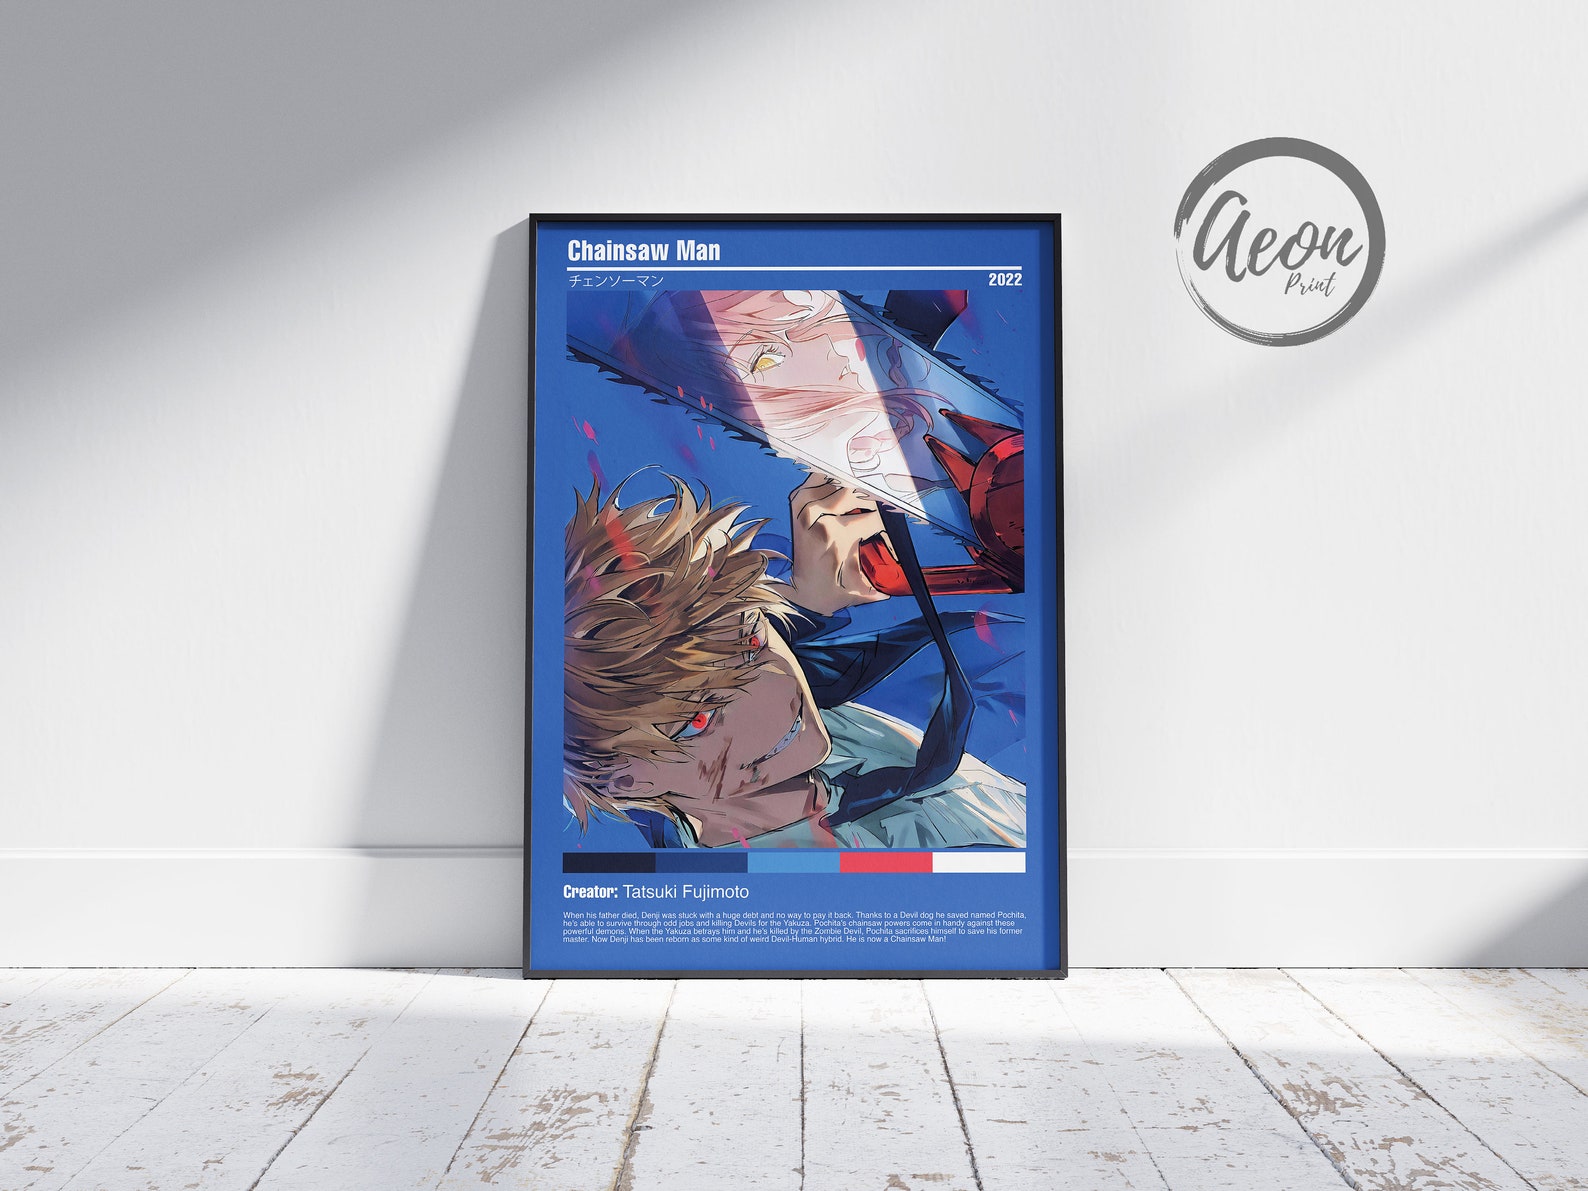 Chainsaw Man
チェンソーマン
2022
Aeon
Print
Creator: Tatsuki Fujimoto
When his father died, Denji was stuck with a huge debt and no way to pay it back. Thanks to a Devil dog he saved named Pochita,
he's able to survive through odd jobs and killing Devils for the Yakuza. Pochita's chainsaw powers come in handy against these
powerful demons. When the Yakuza betrays him and he's killed by the Zombie Devil, Pochita sacrifices himself to save his former
master. Now Denji has been reborn as some kind of weird Devil-Human hybrid. He is now a Chainsaw Man!